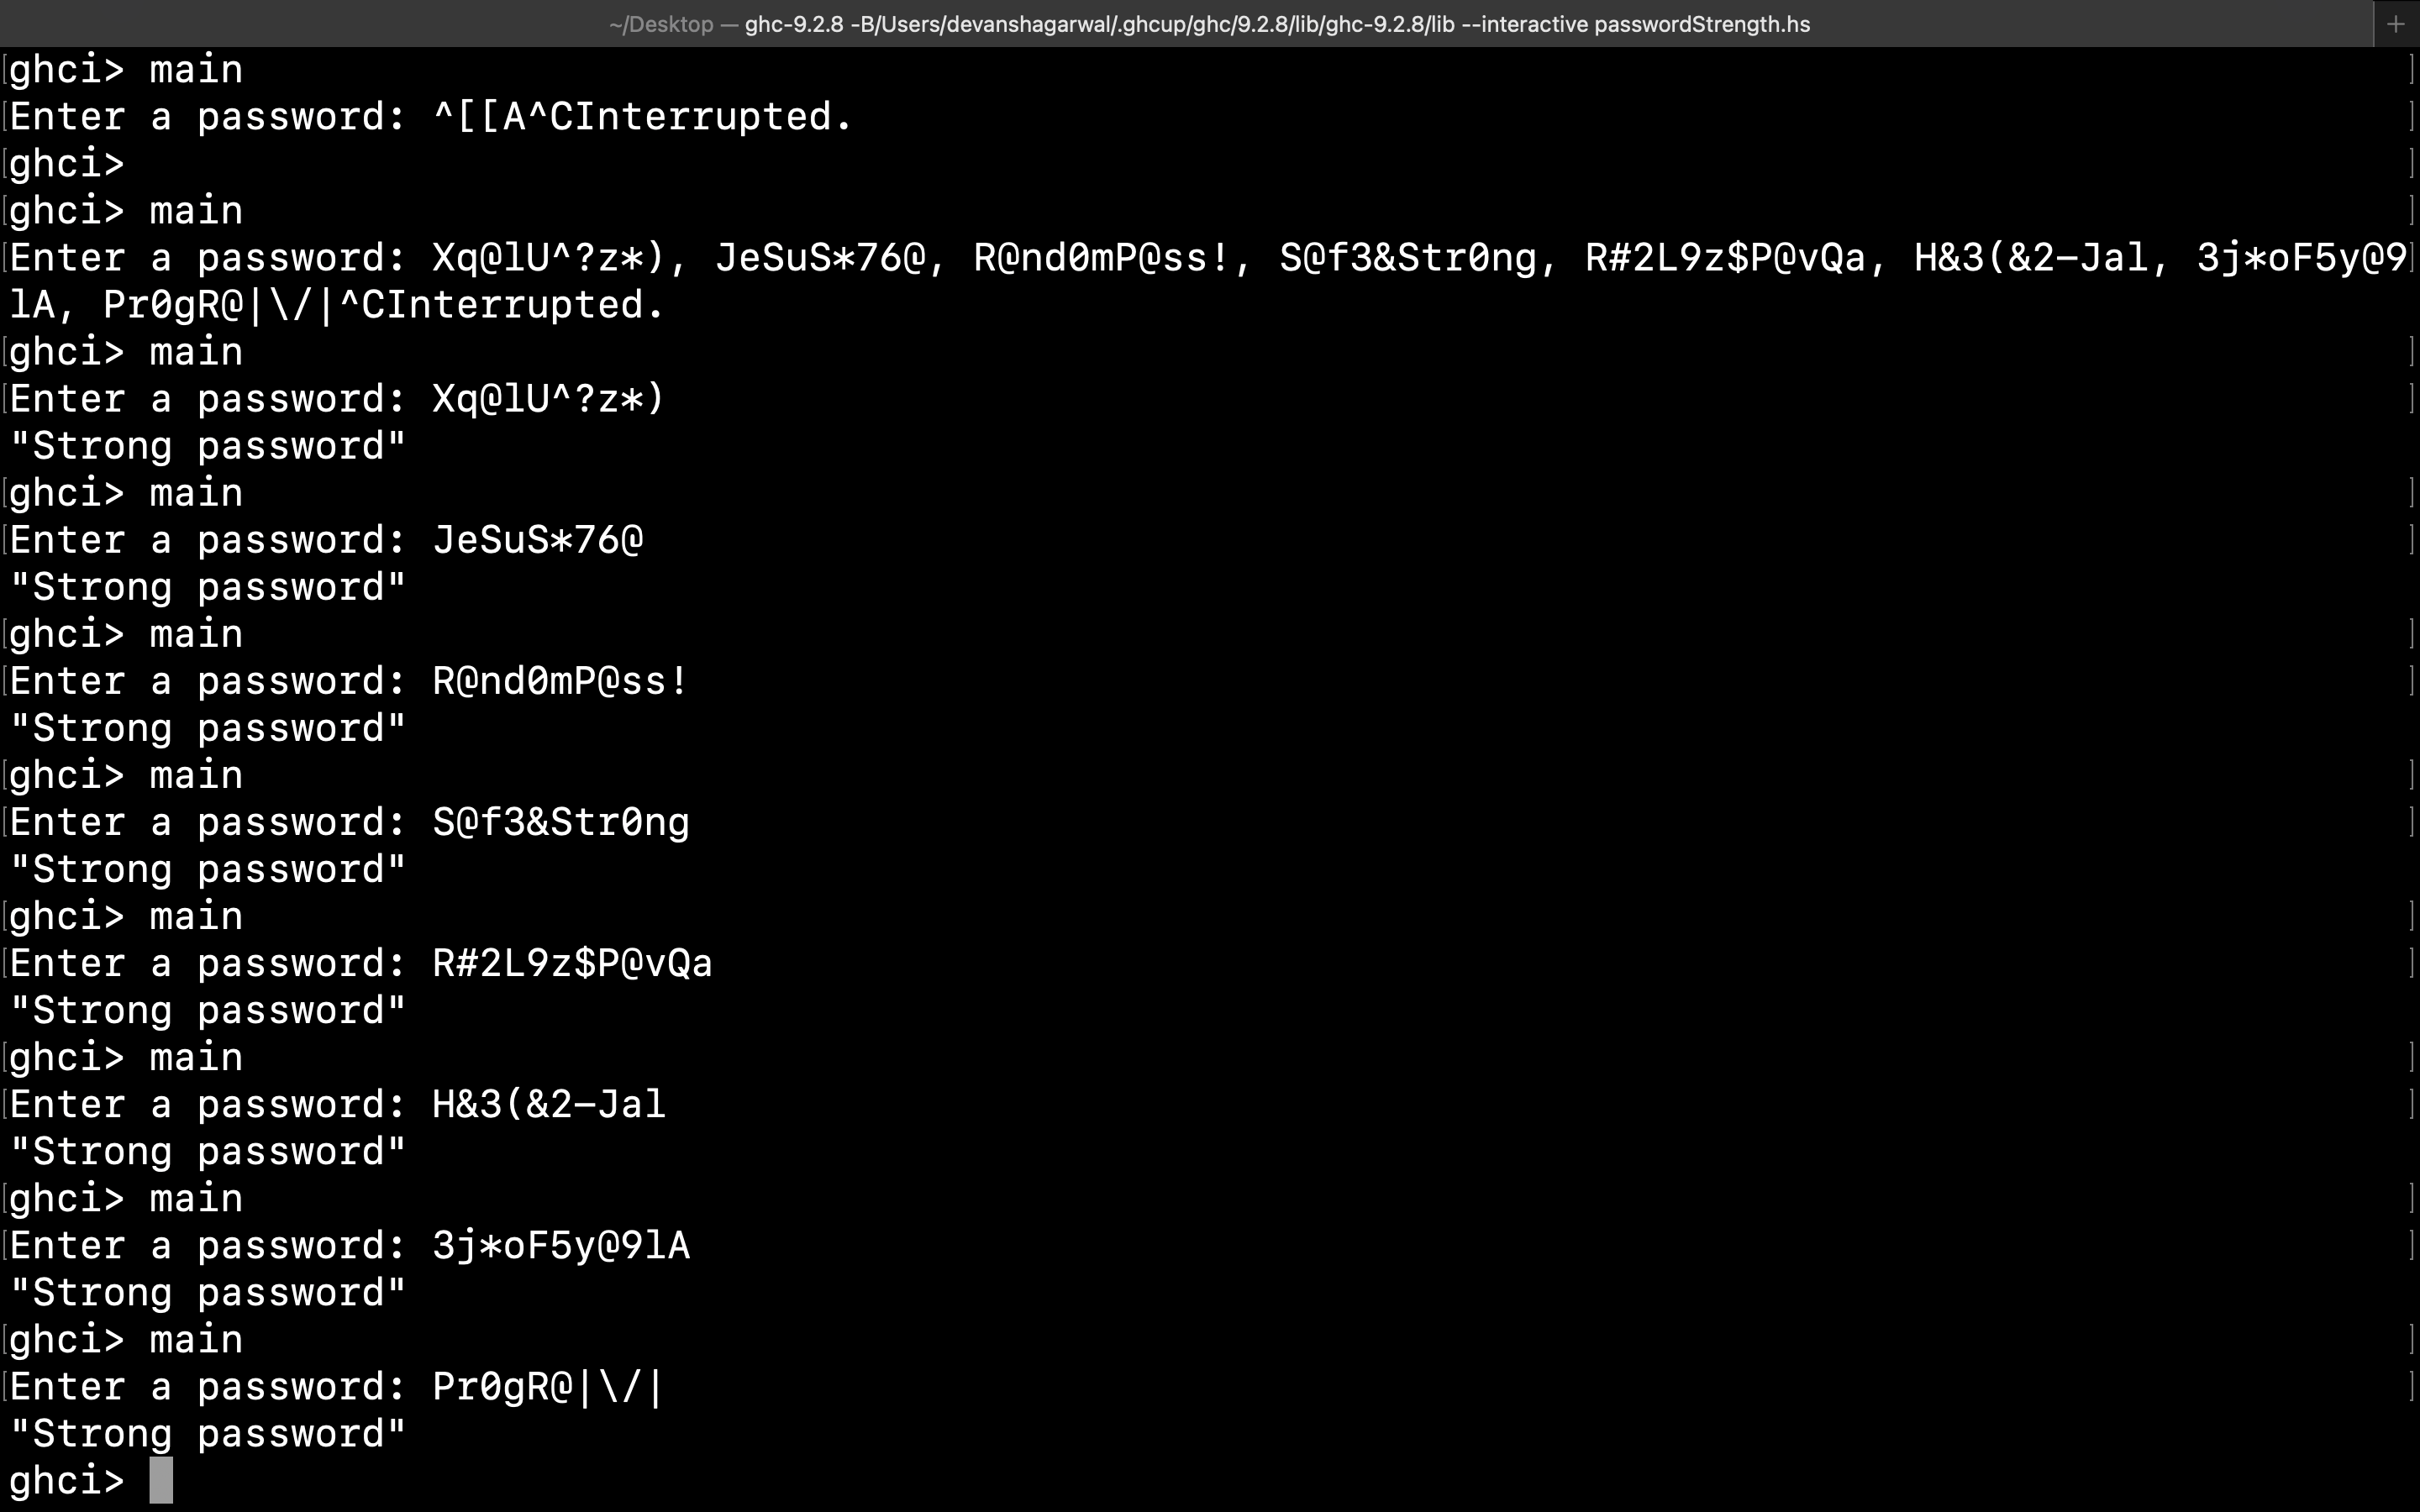 ~/Desktop — ghc-9.2.8 -B/Users/devanshagarwal/.ghcup/ghc/9.2.8/lib/ghc-9.2.8/lib --interactive passwordStrength.hs
ghci> main
Enter a password: ^[[A^CInterrupted.
ghci>
ghci> main
Enter a password: Xq@lU^?z*), JeSuS*76@, R@nd0mP@ss!, S@f3&Str0ng, R#2L9z$P@vQa, H&3(&2-Jal, 3j*oF5y@9
lA, Pr0gR@|\/|^CInterrupted.
ghci> main
Enter a password: Xq@lU^?z*)
"Strong password"
ghci> main
Enter a password: JeSuS*76@
"Strong password"
ghci> main
Enter a password: R@nd0mP@ss!
"Strong password"
ghci> main
Enter a password: S@f3&Str0ng
"Strong password"
ghci> main
Enter a password: R#2L9z$P@vQa
"Strong password"
ghci> main
Enter a password: H&3(&2-Jal
"Strong password"
ghci> main
Enter a password: 3j*oF5y@9lA
"Strong password"
ghci> main
Enter a password: Pr0gR@|\/|
"Strong password"
ghci>